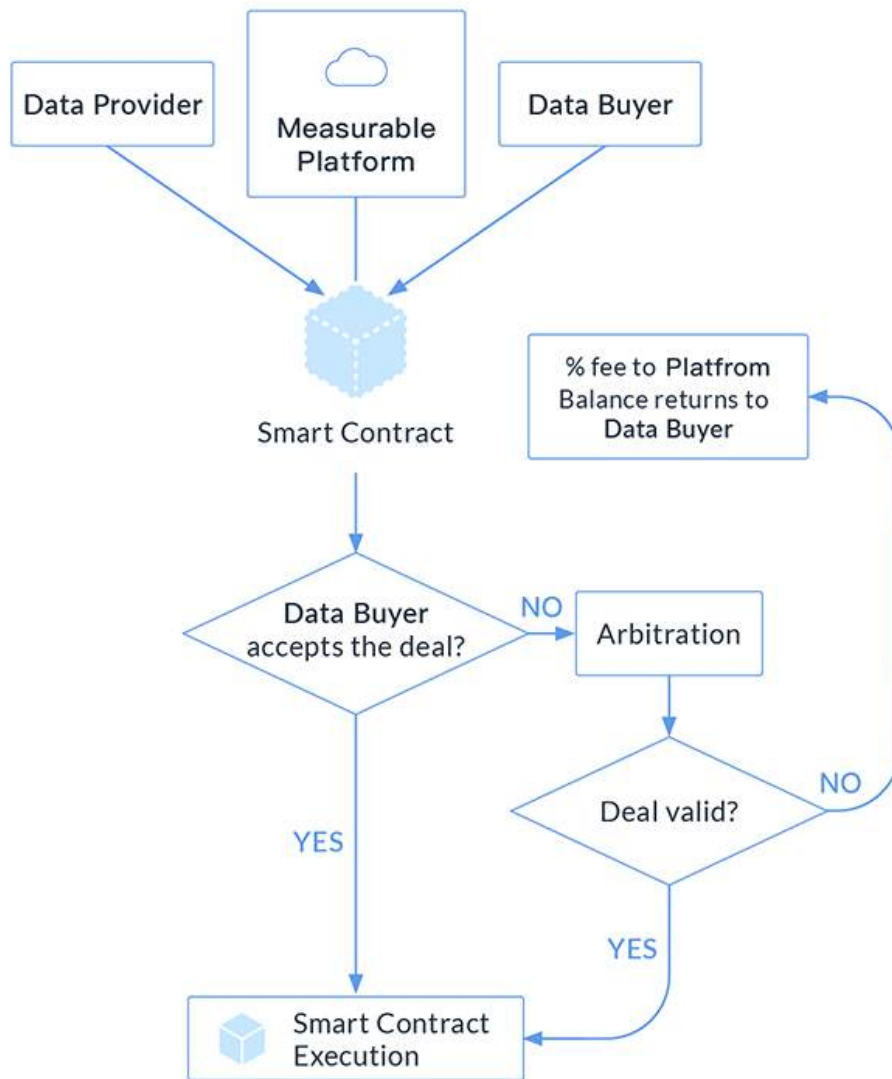 Data Provider
Measurable
Platform
Data Buyer
Smart Contract
% fee to Platfrom
Balance returns to
Data Buyer
Data Buyer
accepts the deal?
NO
Arbitration
Deal valid?
NO
YES
YES
Smart Contract
Execution